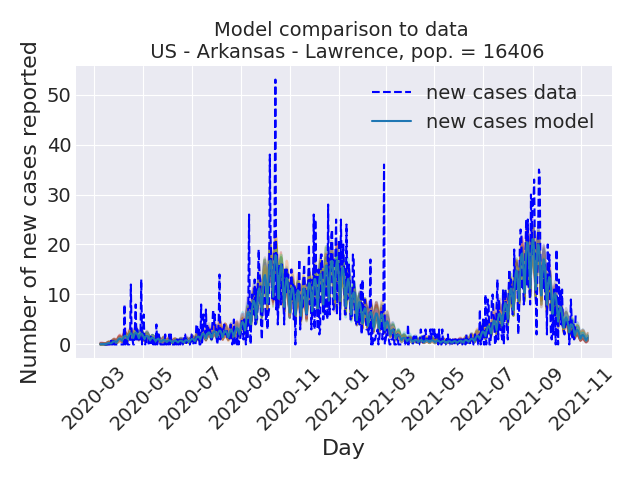 Model comparison to data
US - Arkansas - Lawrence, pop. = 16406
Number of new cases reported
50
40
30
20
10
0
new cases data
new cases model
2020-03
2020-05
2020-07
2020-09
2020-11
2021-01
2021-03
2021-05
2021-07
2021-09
2021-11
Day